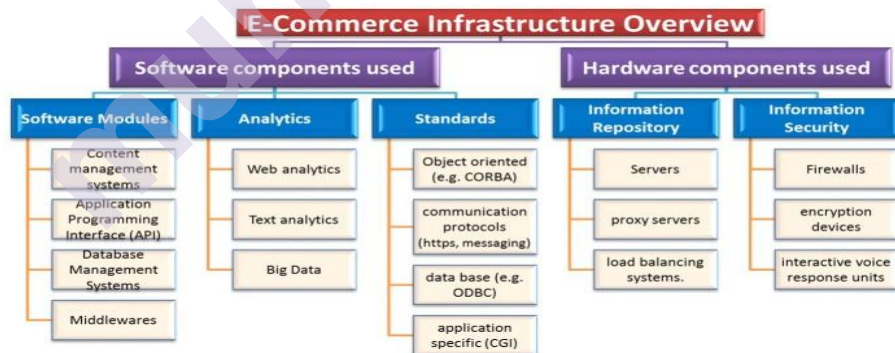 E-Commerce Infrastructure Overview
Software components used
Hardware components used
Software Modules
Content
management
systems
Application
Programming
Interface (API)
Database
Management
Systems
Middlewares
Analytics
Web analytics
Text analytics
Big Data
Standards
Object oriented
(e.g. CORBA)
communication
protocols
(https, messaging)
data base (e.g.
ODBC)
application
specific (CGI)
Information
Repository
Servers
proxy servers
load balancing
systems.
Information
Security
Firewalls
encryption
devices
interactive voice
response units